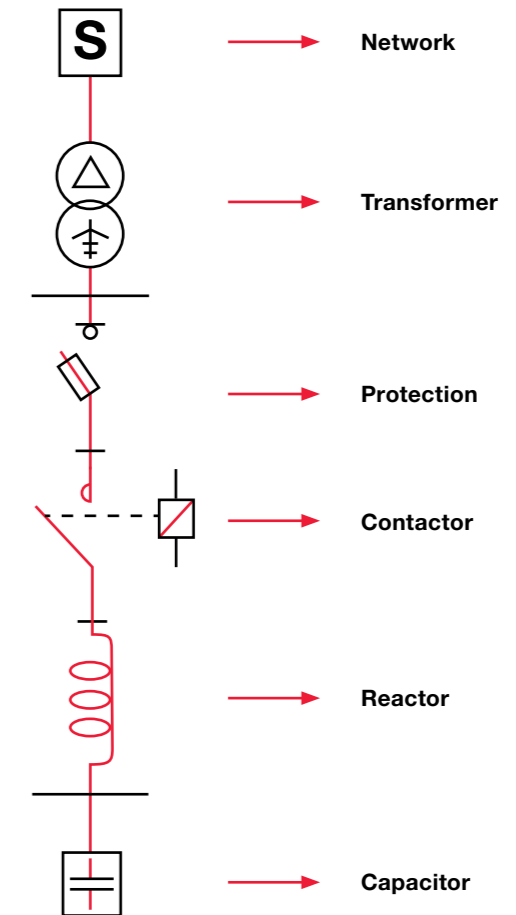 S
Network
Transformer
Protection
Contactor
Reactor
Capacitor